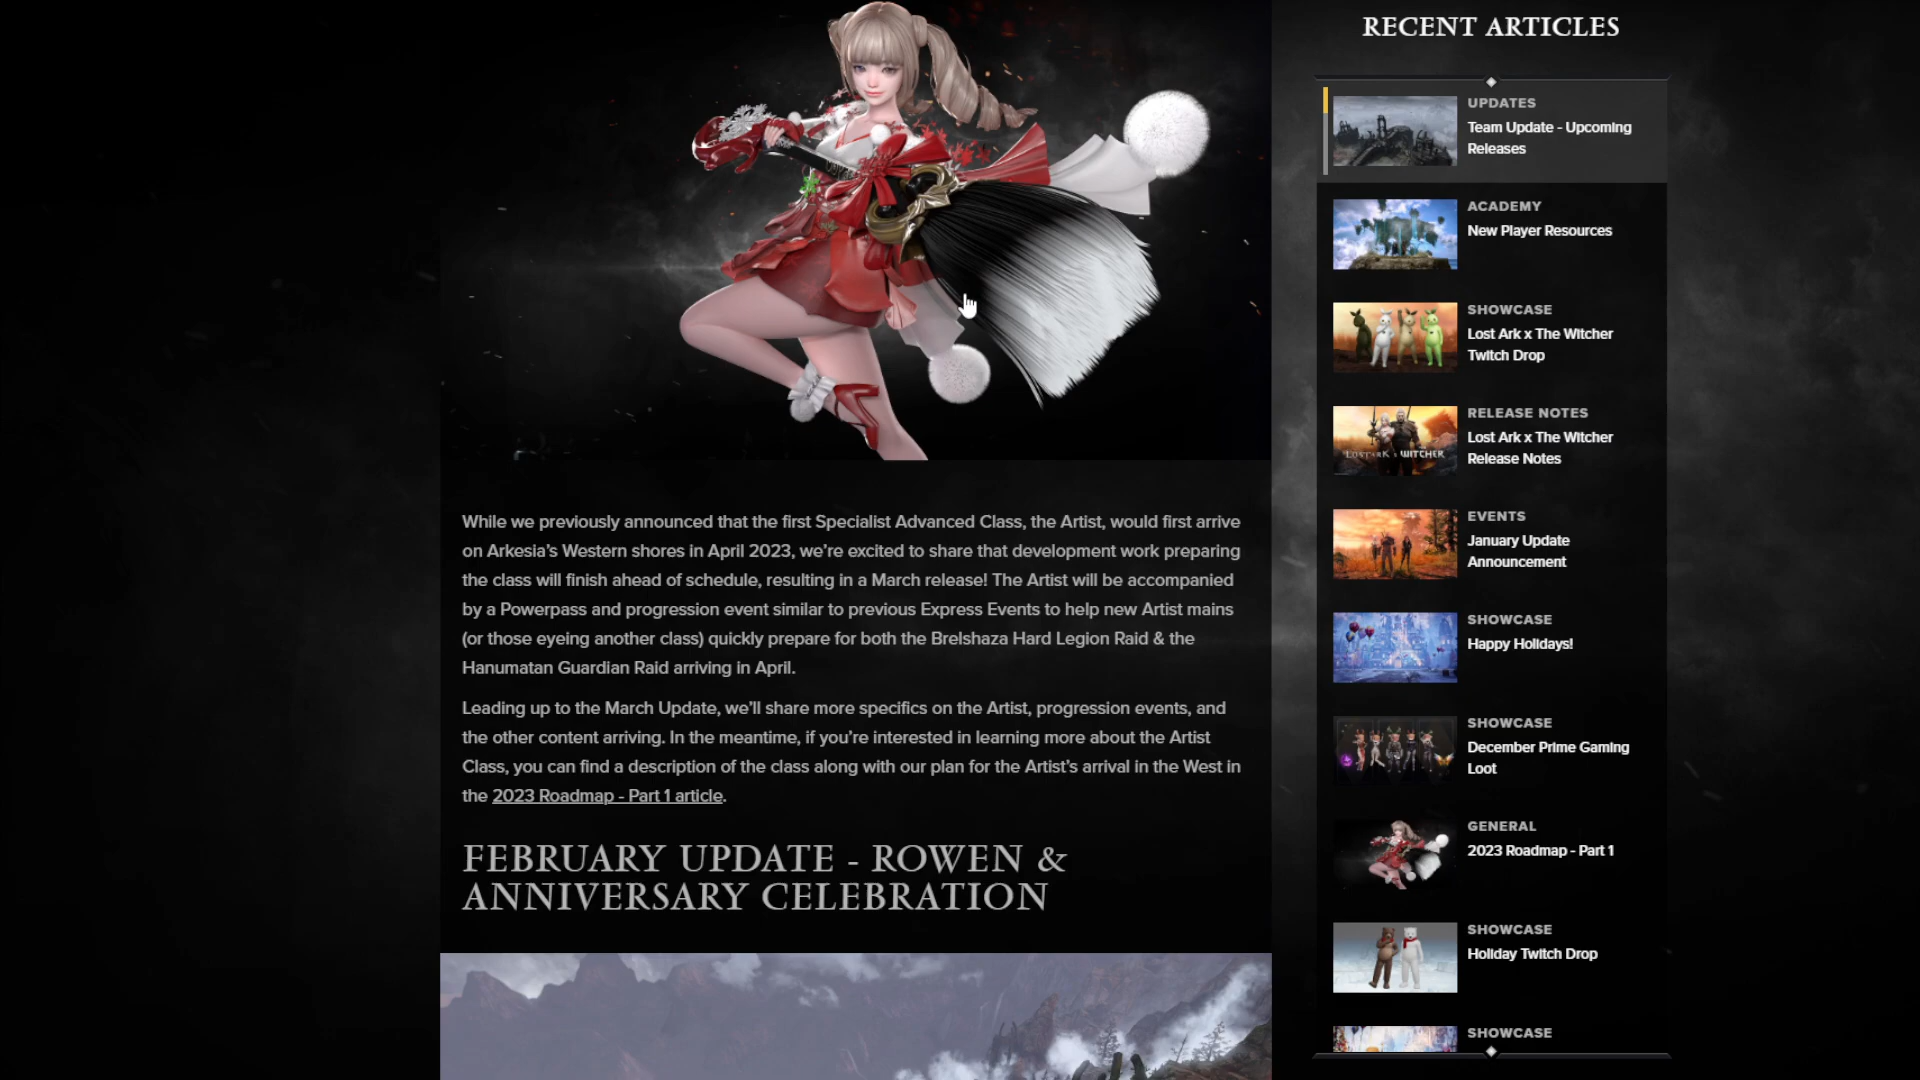 While we previously announced that the first Specialist Advanced Class, the Artist, would first arrive
on Arkesia's Western shores in April 2023, we're excited to share that development work preparing
the class will finish ahead of schedule, resulting in a March release! The Artist will be accompanied
by a Powerpass and progression event similar to previous Express Events to help new Artist mains
(or those eyeing another class) quickly prepare for both the Brelshaza Hard Legion Raid & the
Hanumatan Guardian Raid arriving in April.
Leading up to the March Update, we'll share more specifics on the Artist, progression events, and
the other content arriving. In the meantime, if you're interested in learning more about the Artist
Class, you can find a description of the class along with our plan for the Artist's arrival in the West in
the 2023 Roadmap - Part 1 article.
FEBRUARY UPDATE - ROWEN &
ANNIVERSARY CELEBRATION
RECENT ARTICLES
UPDATES
Team Update - Upcoming
Releases
ACADEMY
New Player Resources
SHOWCASE
Lost Ark x The Witcher
Twitch Drop
RELEASE NOTES
Lost Ark x The Witcher
Release Notes
LOST ARK x WITCHER
EVENTS
January Update
Announcement
SHOWCASE
Happy Holidays!
SHOWCASE
December Prime Gaming
Loot
GENERAL
2023 Roadmap - Part 1
SHOWCASE
Holiday Twitch Drop
SHOWCASE